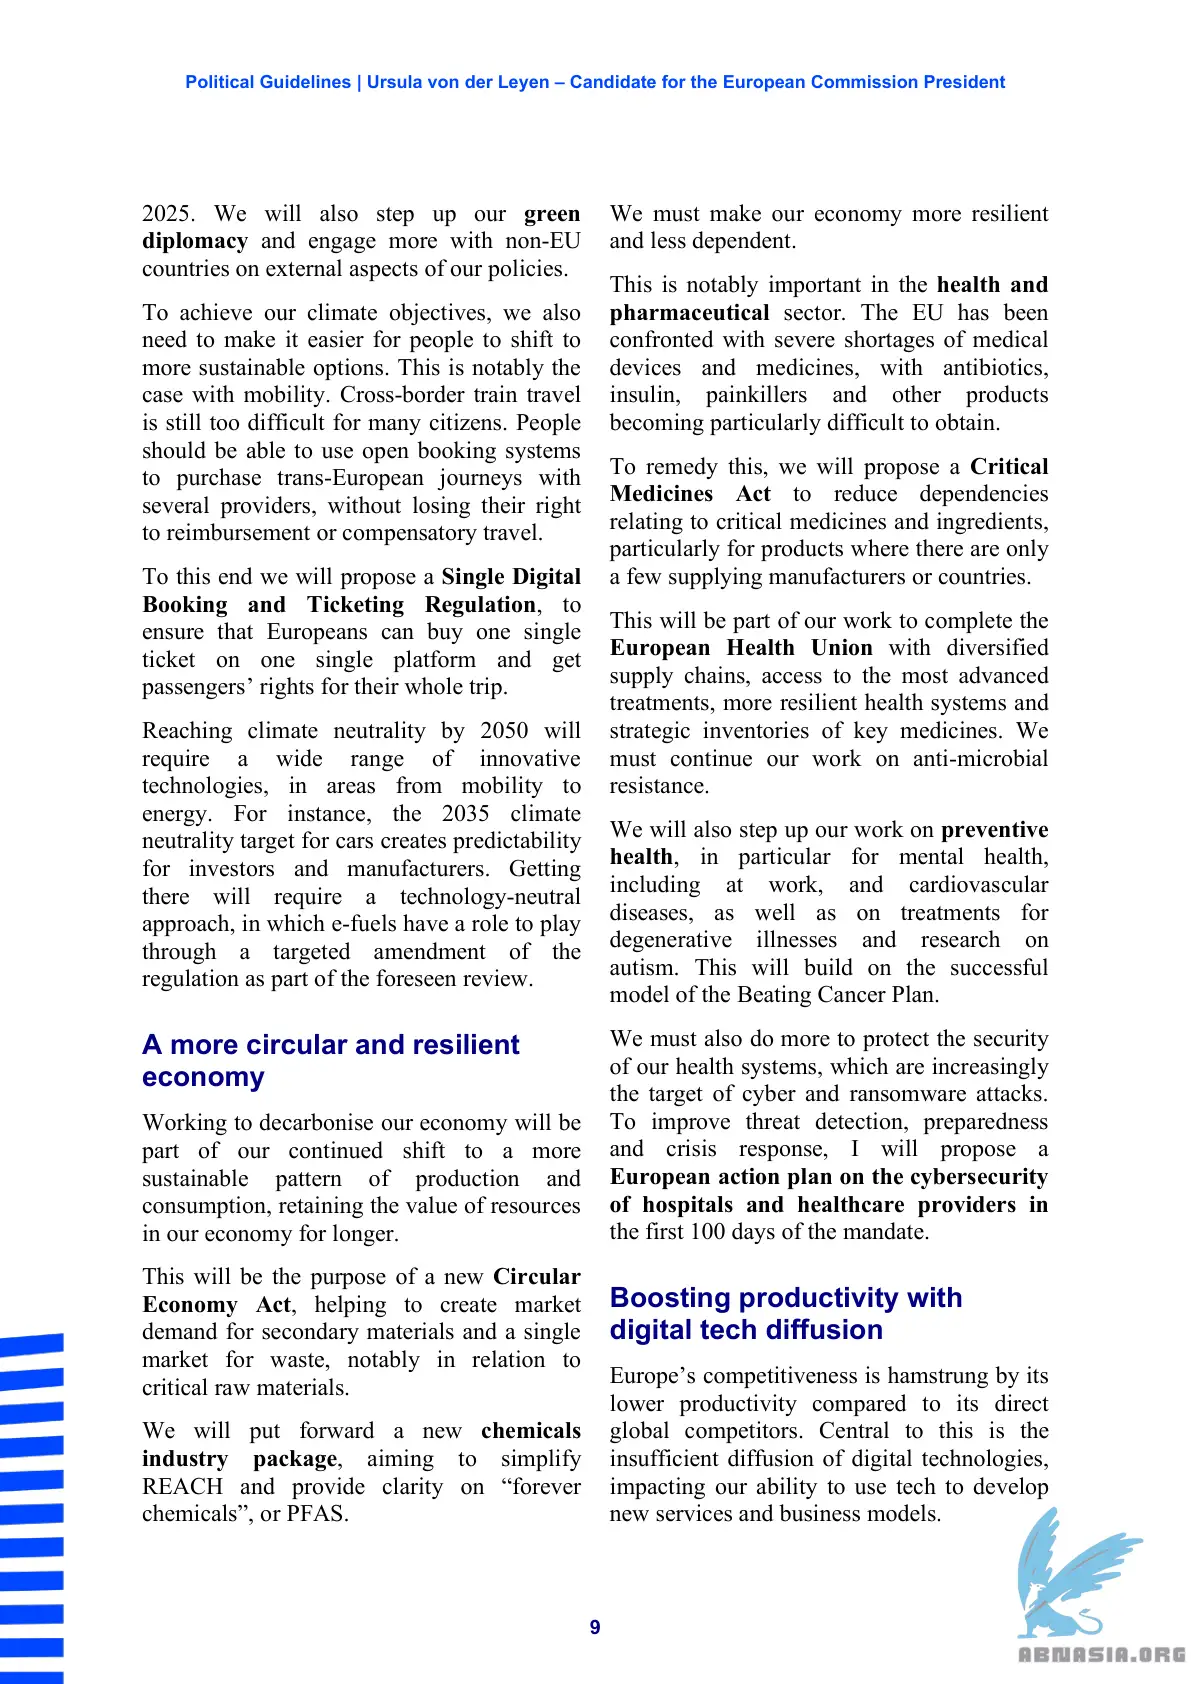 Political Guidelines | Ursula von der Leyen – Candidate for the European Commission President
2025. We will also step up our green
diplomacy and engage more with non-EU
countries on external aspects of our policies.
To achieve our climate objectives, we also
need to make it easier for people to shift to
more sustainable options. This is notably the
case with mobility. Cross-border train travel
is still too difficult for many citizens. People
should be able to use open booking systems
to purchase trans-European journeys with
several providers, without losing their right
to reimbursement or compensatory travel.
To this end we will propose a Single Digital
Booking and Ticketing Regulation, to
ensure that Europeans can buy one single
ticket on one single platform and get
passengers’ rights for their whole trip.
Reaching climate neutrality by 2050 will
require a wide range of innovative
technologies, in areas from mobility to
energy. For instance, the 2035 climate
neutrality target for cars creates predictability
for investors and manufacturers. Getting
there will require a technology-neutral
approach, in which e-fuels have a role to play
through a targeted amendment of the
regulation as part of the foreseen review.
A more circular and resilient
economy
Working to decarbonise our economy will be
part of our continued shift to a more
sustainable pattern of production and
consumption, retaining the value of resources
in our economy for longer.
This will be the purpose of a new Circular
Economy Act, helping to create market
demand for secondary materials and a single
market for waste, notably in relation to
critical raw materials.
We will put forward a new chemicals
industry package, aiming to simplify
REACH and provide clarity on “forever
chemicals”, or PFAS.
We must make our economy more resilient
and less dependent.
This is notably important in the health and
pharmaceutical sector. The EU has been
confronted with severe shortages of medical
devices and medicines, with antibiotics,
insulin, painkillers and other products
becoming particularly difficult to obtain.
To remedy this, we will propose a Critical
Medicines Act to reduce dependencies
relating to critical medicines and ingredients,
particularly for products where there are only
a few supplying manufacturers or countries.
This will be part of our work to complete the
European Health Union with diversified
supply chains, access to the most advanced
treatments, more resilient health systems and
strategic inventories of key medicines. We
must continue our work on anti-microbial
resistance.
We will also step up our work on preventive
health, in particular for mental health,
including at work, and cardiovascular
diseases, as well as on treatments for
degenerative illnesses and research on
autism. This will build on the successful
model of the Beating Cancer Plan.
We must also do more to protect the security
of our health systems, which are increasingly
the target of cyber and ransomware attacks.
To improve threat detection, preparedness
and crisis response, I will propose a
European action plan on the cybersecurity
of hospitals and healthcare providers in
the first 100 days of the mandate.
Boosting productivity with
digital tech diffusion
Europe’s competitiveness is hamstrung by its
lower productivity compared to its direct
global competitors. Central to this is the
insufficient diffusion of digital technologies,
impacting our ability to use tech to develop
new services and business models.
9
ABNASIA.ORG